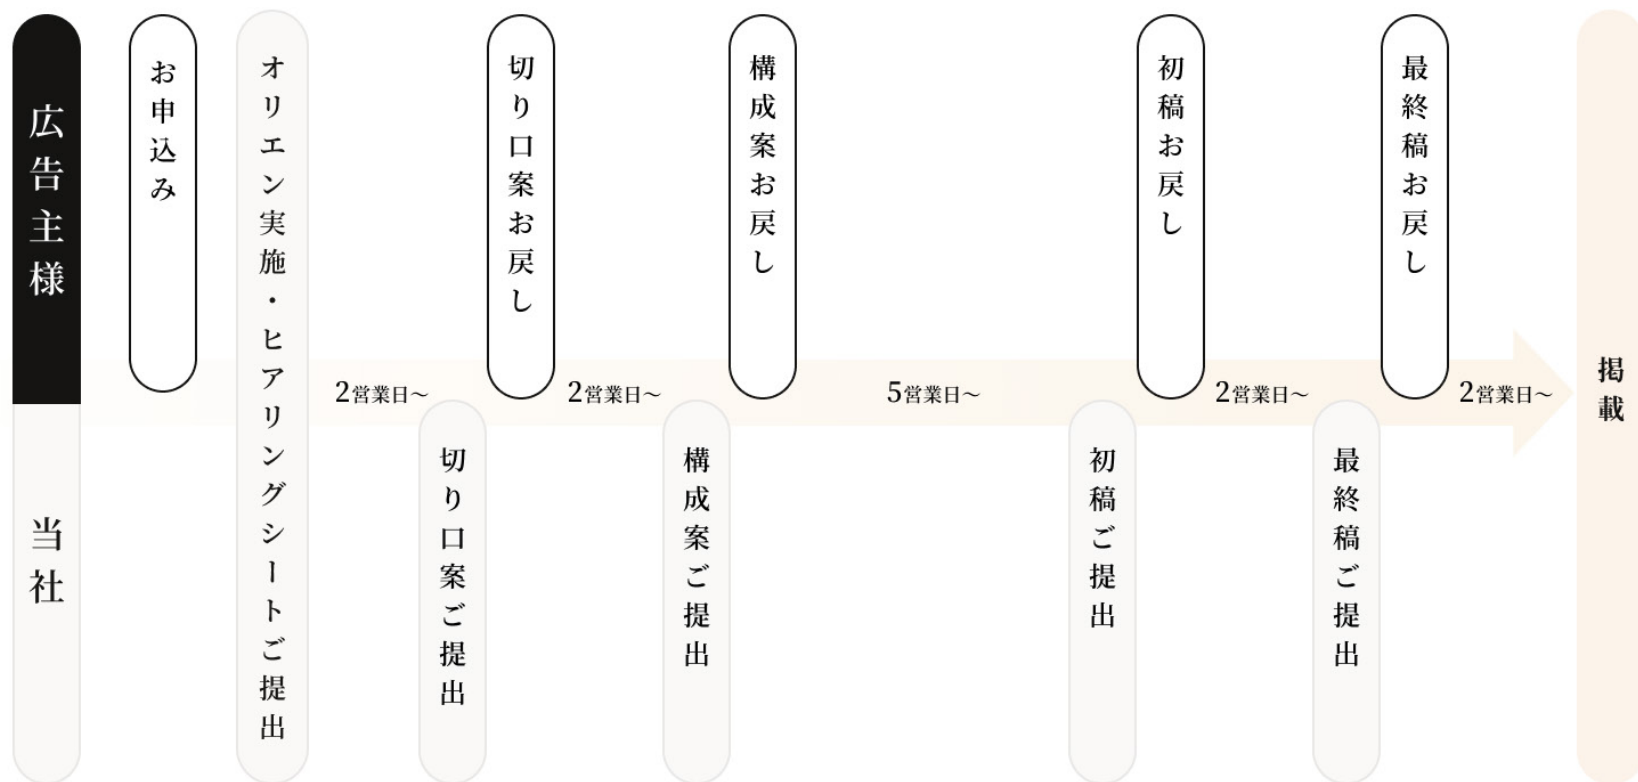 広告主様
当社
お申込み
オリエン実施・ヒアリングシートご提出
2営業日～
切り口案ご提出
切り口案お戻し
2営業日～
構成案ご提出
構成案お戻し
5営業日～
初稿ご提出
初稿お戻し
2営業日～
最終稿ご提出
最終稿お戻し
2営業日～
掲載